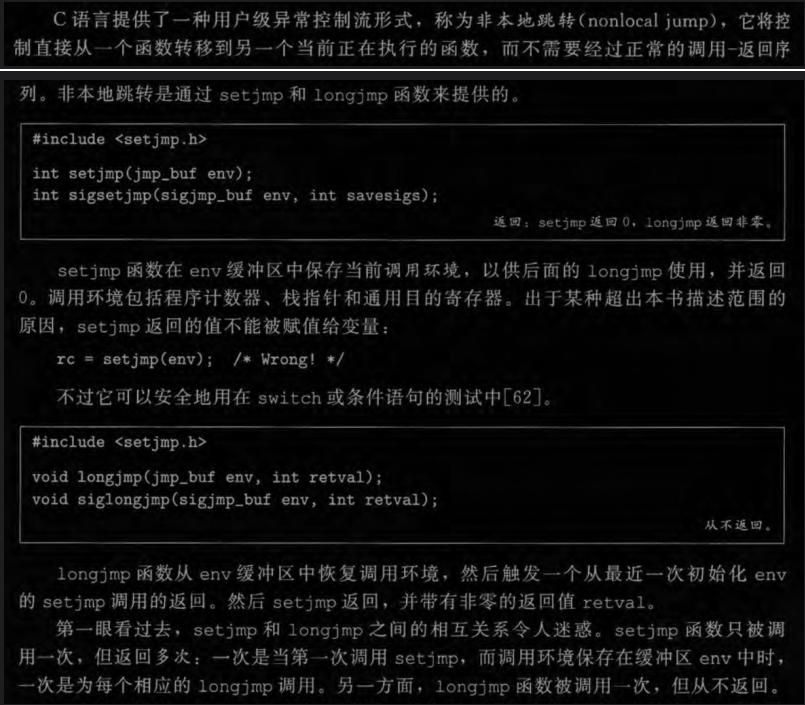 C 语言提供了一种用户级异常控制流形式，称为非本地跳转(nonlocal jump)，它将控
制直接从一个函数转移到另一个当前正在执行的函数，而不需要经过正常的调用-返回序
列。非本地跳转是通过 setjmp 和 longjmp 函数来提供的。
#include <setjmp.h>
int setjmp(jmp_buf env);
int sigsetjmp(sigjmp_buf env, int savesigs);
返回：setjmp 返回 0，longjmp 返回非零。
setjmp 函数在 env 缓冲区中保存当前调用环境，以供后面的 longjmp 使用，并返回
0。调用环境包括程序计数器、栈指针和通用目的寄存器。出于某种超出本书描述范围的
原因，setjmp 返回的值不能被赋值给变量：
rc = setjmp(env); /* Wrong! */
不过它可以安全地用在 switch 或条件语句的测试中[62]。
#include <setjmp.h>
void longjmp(jmp_buf env, int retval);
void siglongjmp(sigjmp_buf env, int retval);
从不返回。
longjmp 函数从 env 缓冲区中恢复调用环境，然后触发一个从最近一次初始化 env
的 setjmp 调用的返回。然后 setjmp 返回，并带有非零的返回值 retval。
第一眼看过去，setjmp 和 longjmp 之间的相互关系令人迷惑。setjmp 函数只被调
用一次，但返回多次：一次是当第一次调用 setjmp，而调用环境保存在缓冲区 env 中时，
一次是为每个相应的 longjmp 调用。另一方面，longjmp 函数被调用一次，但从不返回。